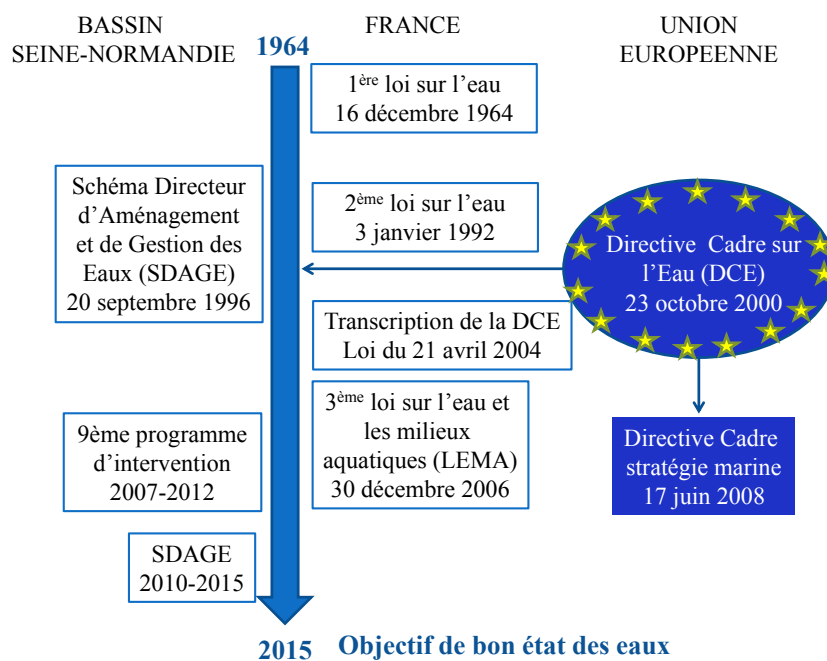 BASSIN
SEINE-NORMANDIE
FRANCE
UNION
EUROPEENNE
1964
1ère loi sur l’eau
16 décembre 1964
Schéma Directeur
d’Aménagement
et de Gestion des
Eaux (SDAGE)
20 septembre 1996
2ème loi sur l’eau
3 janvier 1992
Directive Cadre sur
l’Eau (DCE)
23 octobre 2000
Transcription de la DCE
Loi du 21 avril 2004
9ème programme
d’intervention
2007-2012
3ème loi sur l’eau et
les milieux
aquatiques (LEMA)
30 décembre 2006
Directive Cadre
stratégie marine
17 juin 2008
SDAGE
2010-2015
2015 Objectif de bon état des eaux